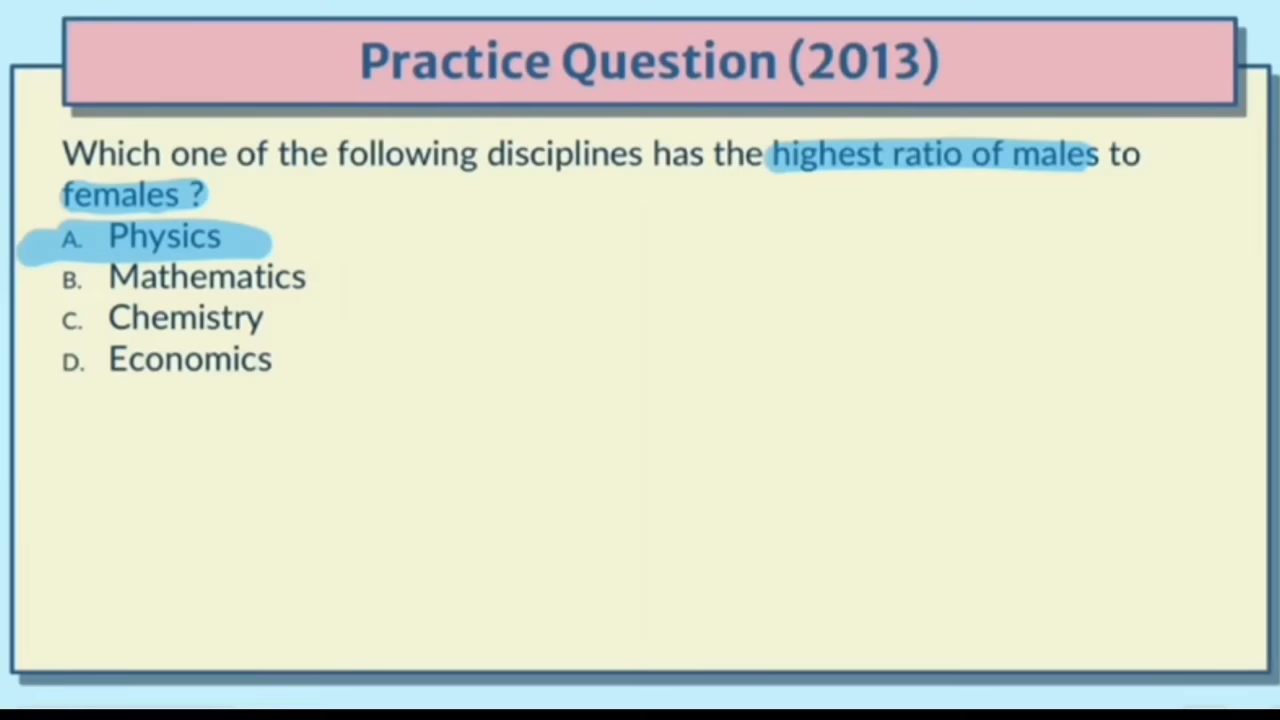 Practice Question (2013)
Which one of the following disciplines has the highest ratio of males to
females ?
A. Physics
B. Mathematics
C. Chemistry
D. Economics